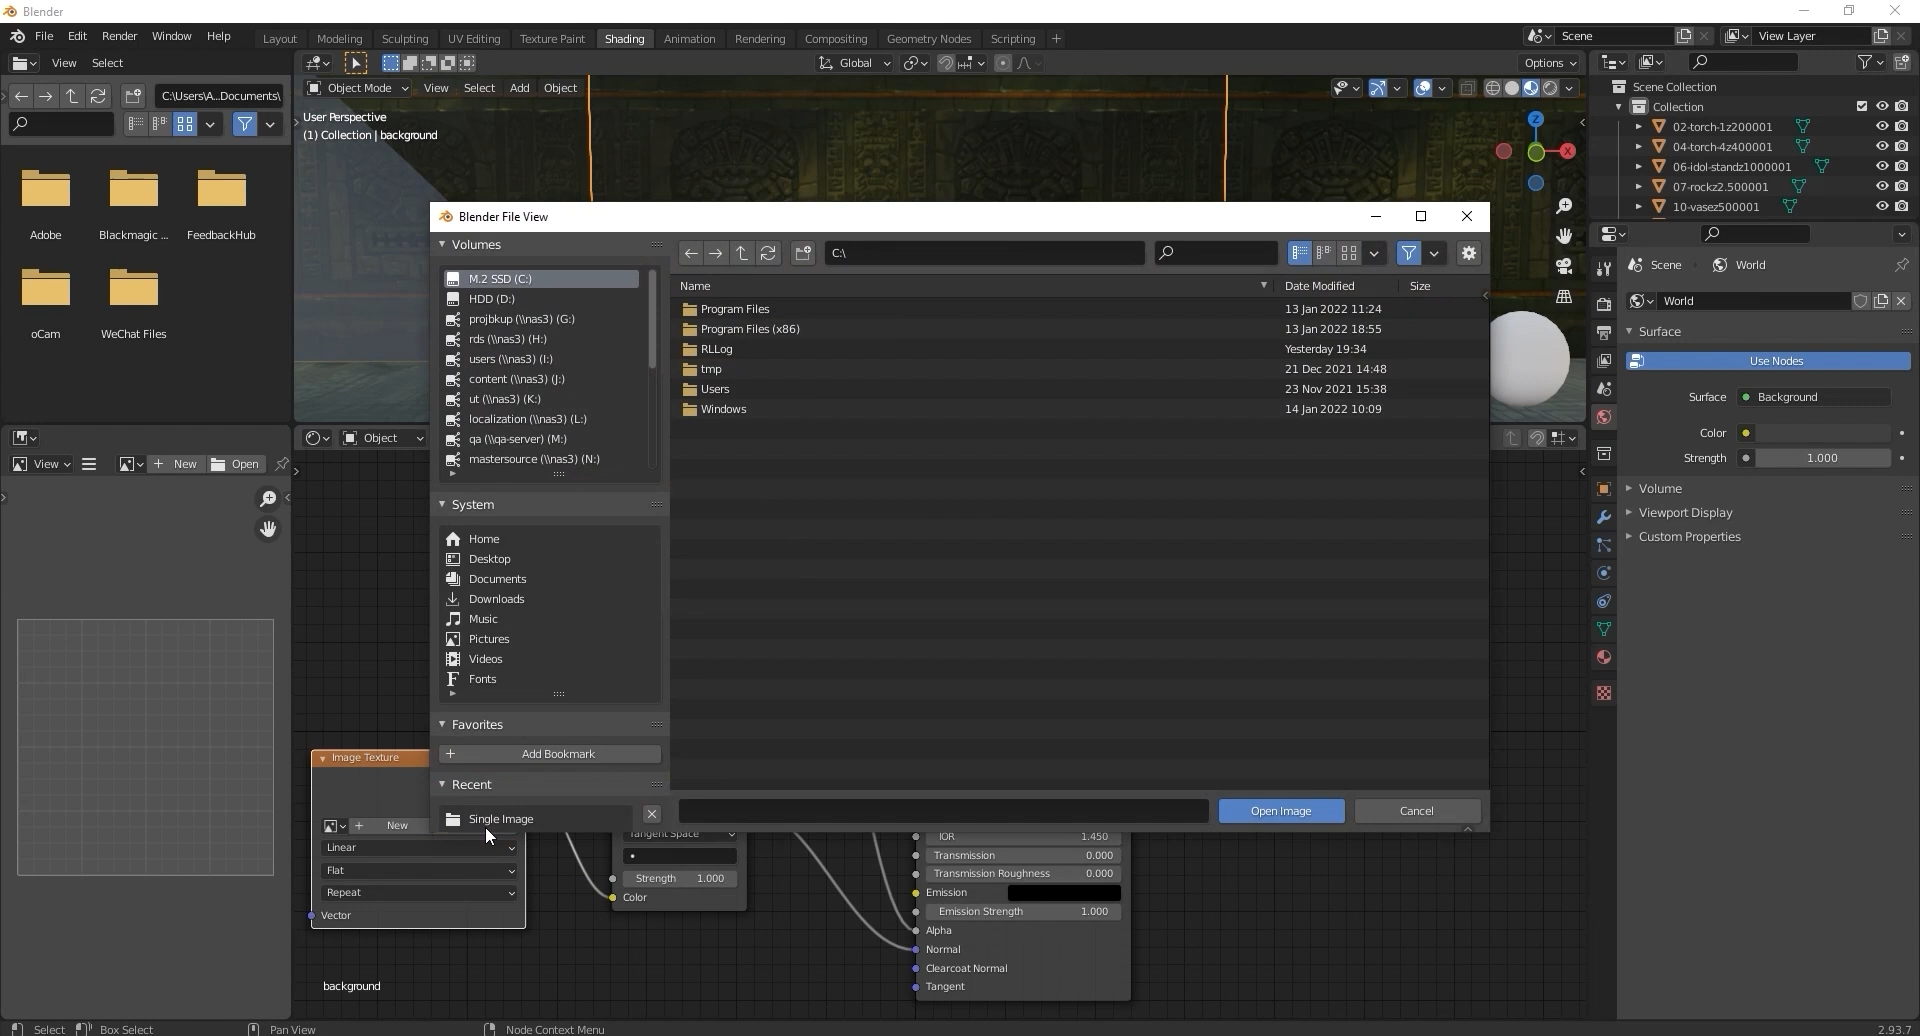 Blender
File Edit Render Window Help
Layout Modeling Sculpting UV Editing Texture Paint Shading Animation Rendering Compositing Geometry Nodes Scripting +
Scene
View Layer
View Select
Global
Options
C:\Users\A...Documents\
Object Mode View Select Add Object
User Perspective
(1) Collection | background
Z
X
Adobe
Blackmagic ...
FeedbackHub
oCam
WeChat Files
Scene Collection
Collection
02-torch-1z200001
04-torch-4z400001
06-idol-standz1000001
07-rockz2.500001
10-vasez500001
Scene World
World
Surface
Use Nodes
Surface Background
Color
Strength 1.000
Volume
Viewport Display
Custom Properties
Blender File View
Volumes
M.2 SSD (C:)
HDD (D:)
projbkup (\\nas3) (G:)
rds (\\nas3) (H:)
users (\\nas3) (I:)
content (\\nas3) (J:)
ut (\\nas3) (K:)
localization (\\nas3) (L:)
qa (\\qa-server) (M:)
mastersource (\\nas3) (N:)
System
Home
Desktop
Documents
Downloads
Music
Pictures
Videos
Fonts
Favorites
+ Add Bookmark
Recent
Single Image
C:\
Name Date Modified Size
Program Files 13 Jan 2022 11:24
Program Files (x86) 13 Jan 2022 18:55
RLLog Yesterday 19:34
tmp 21 Dec 2021 14:48
Users 23 Nov 2021 15:38
Windows 14 Jan 2022 10:09
Open Image
Cancel
Object
View + New Open
Image Texture
+ New
Linear
Flat
Repeat
Vector
Tangent Space
Strength 1.000
Color
IOR 1.450
Transmission 0.000
Transmission Roughness 0.000
Emission
Emission Strength 1.000
Alpha
Normal
Clearcoat Normal
Tangent
background
Select Box Select Pan View Node Context Menu
2.93.7